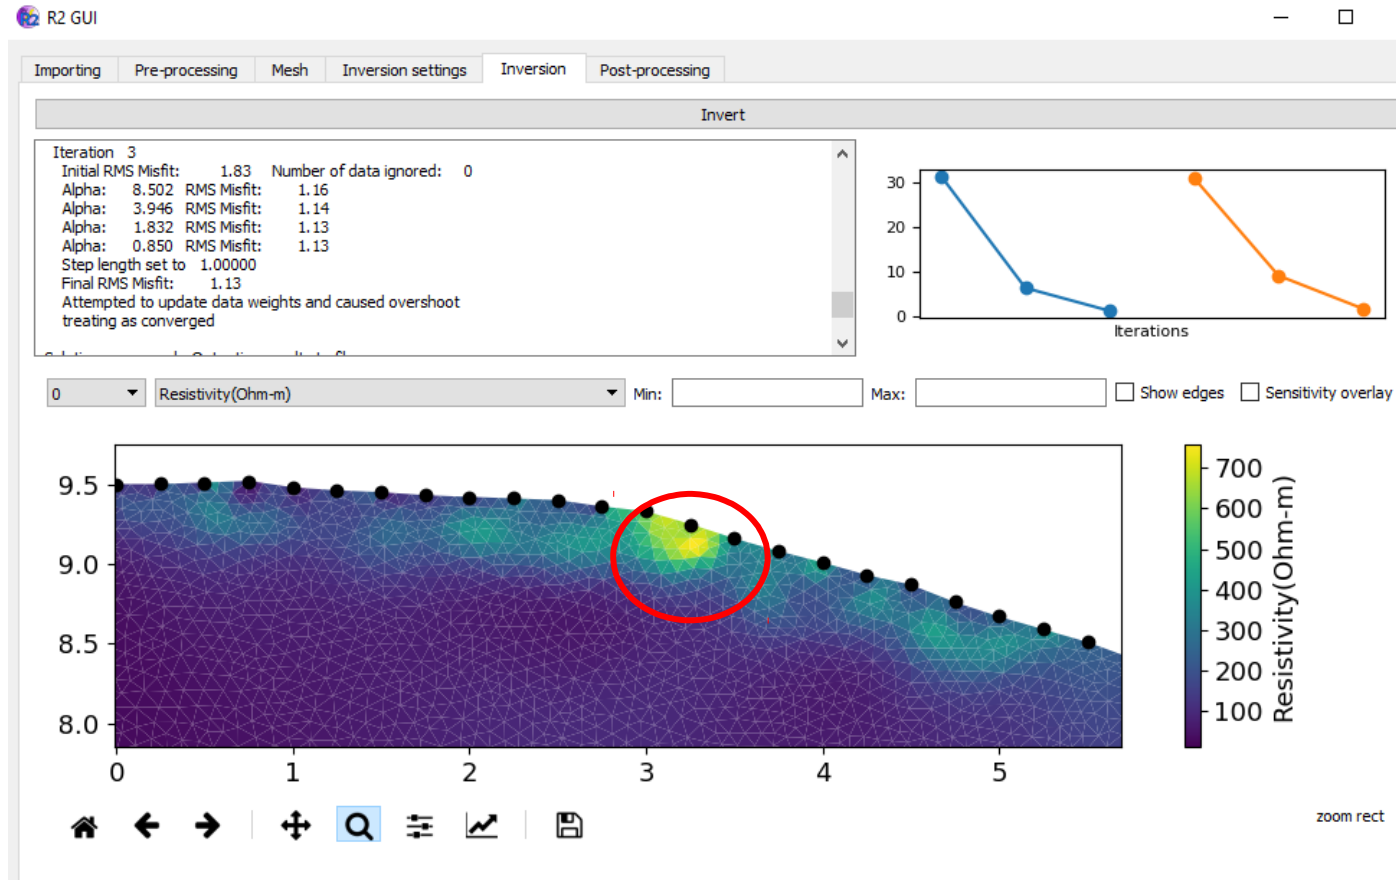 R2 GUI
Importing Pre-processing Mesh Inversion settings Inversion Post-processing
Invert
Iteration 3
Initial RMS Misfit: 1.83 Number of data ignored: 0
Alpha: 8.502 RMS Misfit: 1.16
Alpha: 3.946 RMS Misfit: 1.14
Alpha: 1.832 RMS Misfit: 1.13
Alpha: 0.850 RMS Misfit: 1.13
Step length set to 1.00000
Final RMS Misfit: 1.13
Attempted to update data weights and caused overshoot
treating as converged
30
20
10
0
Iterations
0 Resistivity(Ohm-m) Min: Max: Show edges Sensitivity overlay
9.5
9.0
8.5
8.0
0 1 2 3 4 5
700
600
500
400
300
200
100
Resistivity(Ohm-m)
zoom rect